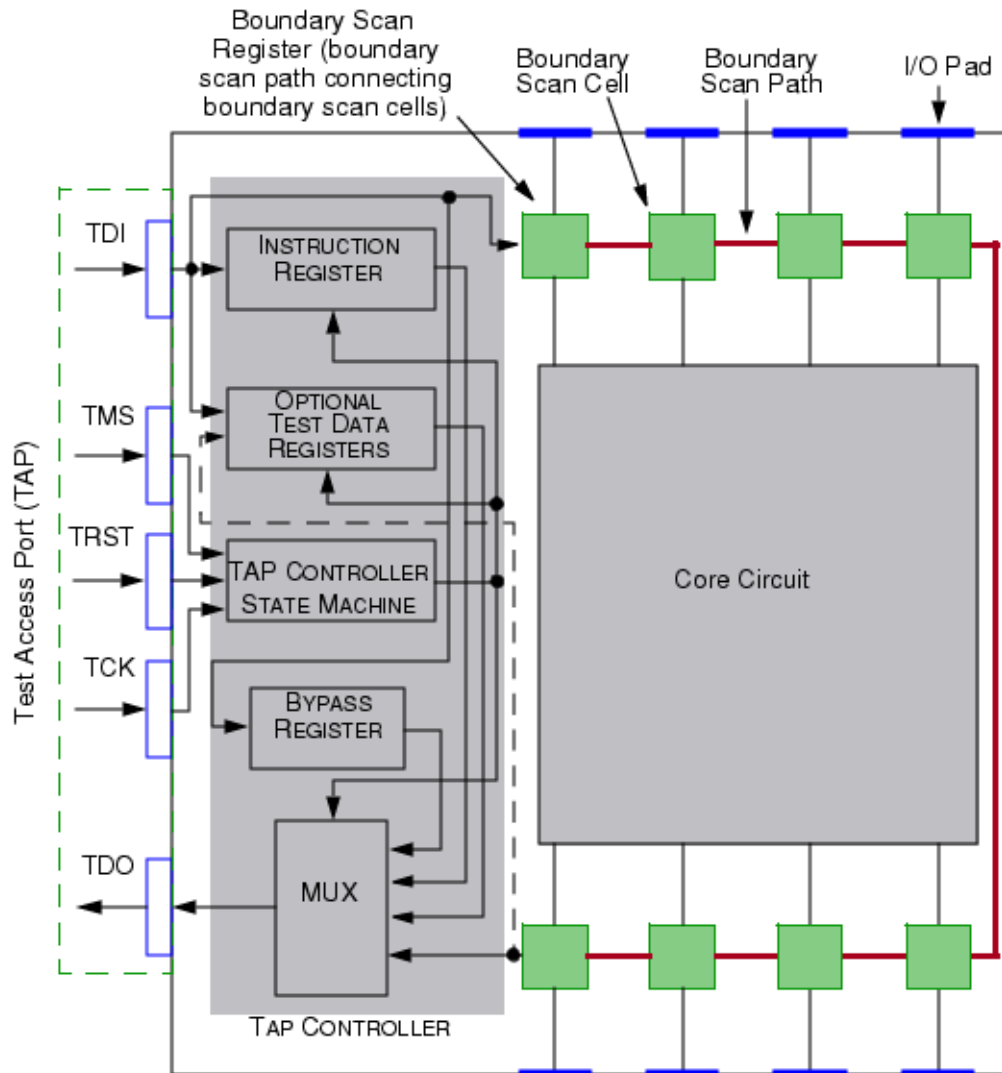 Boundary Scan
Register (boundary
scan path connecting
boundary scan cells)
Boundary
Scan Cell
Boundary
Scan Path
I/O Pad
Test Access Port (TAP)
TDI
TMS
TRST
TCK
TDO
INSTRUCTION
REGISTER
OPTIONAL
TEST DATA
REGISTERS
TAP CONTROLLER
STATE MACHINE
BYPASS
REGISTER
MUX
TAP CONTROLLER
Core Circuit